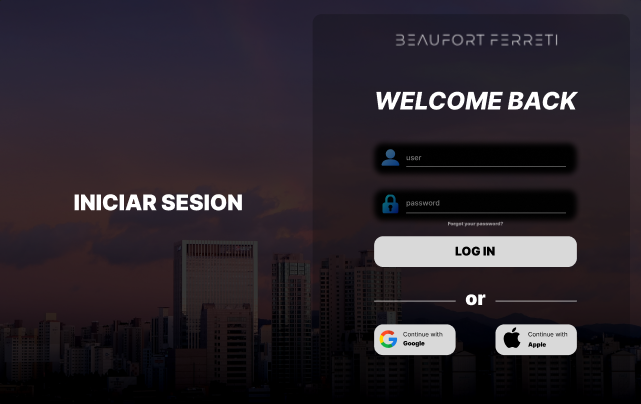 BEAUFORT FERRETI
WELCOME BACK
user
INICIAR SESION
password
Forgot your password?
LOG IN
or
Continue with
Google
Continue with
Apple